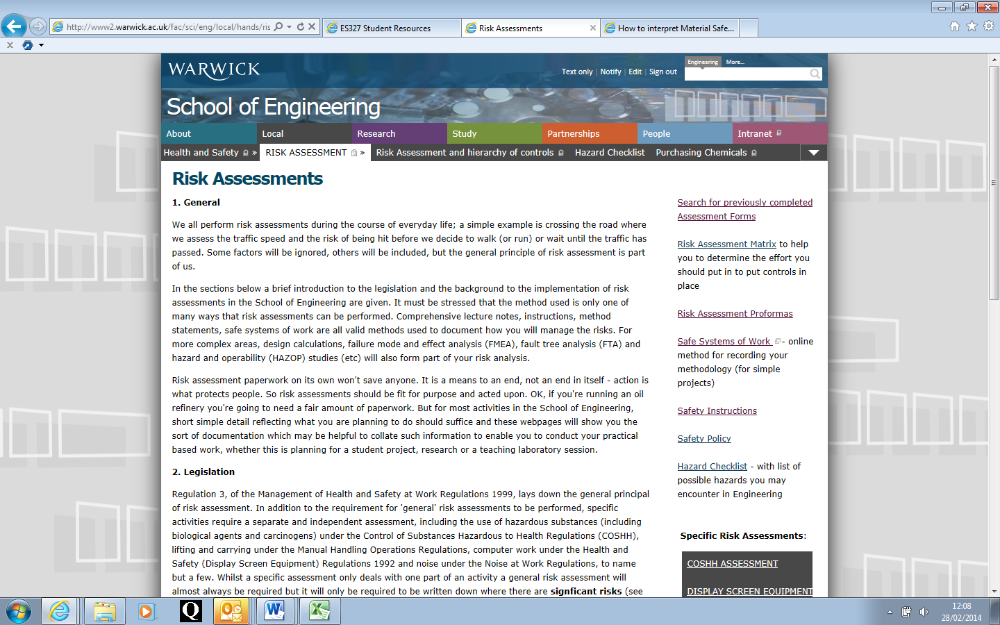 http://www2.warwick.ac.uk/fac/sci/eng/local/hands/ris
ES327 Student Resources
Risk Assessments
How to interpret Material Safe...
WARWICK
Text only | Notify | Edit | Sign out
Engineering
More...
School of Engineering
About
Local
Research
Study
Partnerships
People
Intranet
Health and Safety »
RISK ASSESSMENT »
Risk Assessment and hierarchy of controls
Hazard Checklist
Purchasing Chemicals
Risk Assessments
1. General
We all perform risk assessments during the course of everyday life; a simple example is crossing the road where
we assess the traffic speed and the risk of being hit before we decide to walk (or run) or wait until the traffic has
passed. Some factors will be ignored, others will be included, but the general principle of risk assessment is part
of us.
In the sections below a brief introduction to the legislation and the background to the implementation of risk
assessments in the School of Engineering are given. It must be stressed that the method used is only one of
many ways that risk assessments can be performed. Comprehensive lecture notes, instructions, method
statements, safe systems of work are all valid methods used to document how you will manage the risks. For
more complex areas, design calculations, failure mode and effect analysis (FMEA), fault tree analysis (FTA) and
hazard and operability (HAZOP) studies (etc) will also form part of your risk analysis.
Risk assessment paperwork on its own won't save anyone. It is a means to an end, not an end in itself - action is
what protects people. So risk assessments should be fit for purpose and acted upon. OK, if you're running an oil
refinery you're going to need a fair amount of paperwork. But for most activities in the School of Engineering,
short simple detail reflecting what you are planning to do should suffice and these webpages will show you the
sort of documentation which may be helpful to collate such information to enable you to conduct your practical
based work, whether this is planning for a student project, research or a teaching laboratory session.
2. Legislation
Regulation 3, of the Management of Health and Safety at Work Regulations 1999, lays down the general principal
of risk assessment. In addition to the requirement for 'general' risk assessments to be performed, specific
activities require a separate and independent assessment, including the use of hazardous substances (including
biological agents and carcinogens) under the Control of Substances Hazardous to Health Regulations (COSHH),
lifting and carrying under the Manual Handling Operations Regulations, computer work under the Health and
Safety (Display Screen Equipment) Regulations 1992 and noise under the Noise at Work Regulations, to name
but a few. Whilst a specific assessment only deals with one part of an activity a general risk assessment will
almost always be required but it will only be required to be written down where there are signficant risks (see
Search for previously completed
Assessment Forms
Risk Assessment Matrix to help
you to determine the effort you
should put in to put controls in
place
Risk Assessment Proformas
Safe Systems of Work - online
method for recording your
methodology (for simple
projects)
Safety Instructions
Safety Policy
Hazard Checklist - with list of
possible hazards you may
encounter in Engineering
Specific Risk Assessments:
COSHH ASSESSMENT
DISPLAY SCREEN EQUIPMENT
Q
12:08
28/02/2014